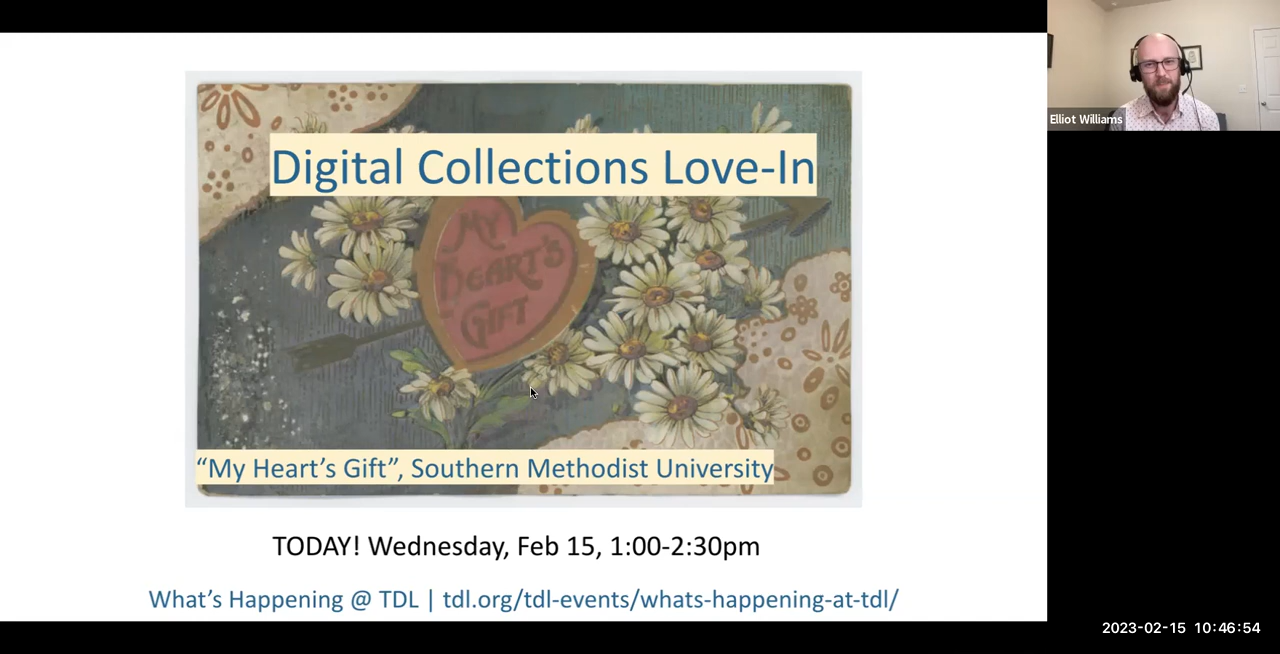 Digital Collections Love-In
MY
HEART'S
GIFT
“My Heart’s Gift”, Southern Methodist University
TODAY! Wednesday, Feb 15, 1:00-2:30pm
What’s Happening @ TDL | tdl.org/tdl-events/whats-happening-at-tdl/
Elliot Williams
2023-02-15 10:46:54